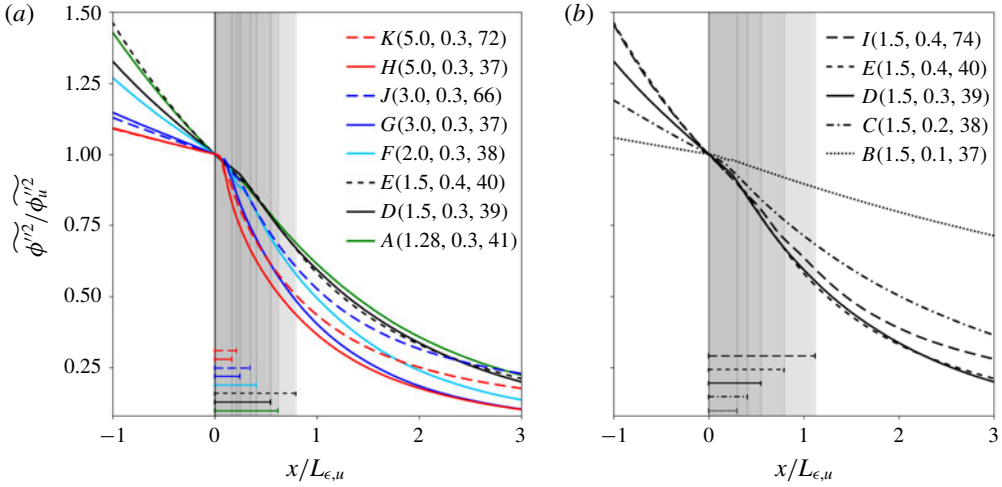 (a)
1.50
1.25
1.00
0.75
0.50
0.25
−1
0
1
2
3
x/L_{ϵ,u}
\widetilde{ϕ''^2}/\widetilde{ϕ_u''^2}
K(5.0, 0.3, 72)
H(5.0, 0.3, 37)
J(3.0, 0.3, 66)
G(3.0, 0.3, 37)
F(2.0, 0.3, 38)
E(1.5, 0.4, 40)
D(1.5, 0.3, 39)
A(1.28, 0.3, 41)
(b)
I(1.5, 0.4, 74)
E(1.5, 0.4, 40)
D(1.5, 0.3, 39)
C(1.5, 0.2, 38)
B(1.5, 0.1, 37)
−1
0
1
2
3
x/L_{ϵ,u}